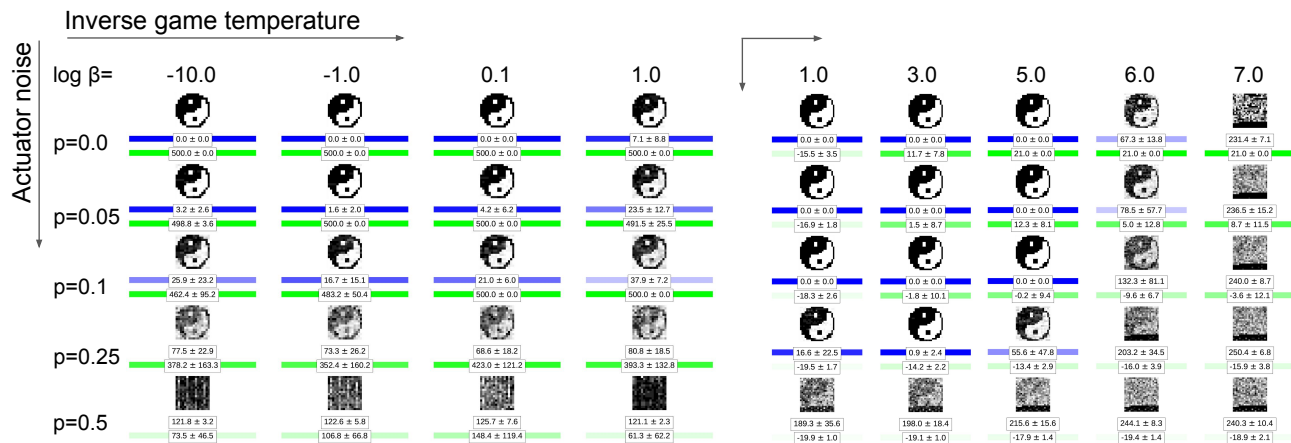 Inverse game temperature
Actuator noise
log β= -10.0 -1.0 0.1 1.0 1.0 3.0 5.0 6.0 7.0
p=0.0
0.0 ± 0.0 0.0 ± 0.0 0.0 ± 0.0 7.1 ± 8.8 0.0 ± 0.0 0.0 ± 0.0 0.0 ± 0.0 67.3 ± 13.8 231.4 ± 7.1
500.0 ± 0.0 500.0 ± 0.0 500.0 ± 0.0 500.0 ± 0.0 -15.5 ± 3.5 11.7 ± 7.8 21.0 ± 0.0 21.0 ± 0.0 21.0 ± 0.0
p=0.05
3.2 ± 2.6 1.6 ± 2.0 4.2 ± 6.2 23.5 ± 12.7 0.0 ± 0.0 0.0 ± 0.0 0.0 ± 0.0 78.5 ± 57.7 236.5 ± 15.2
498.8 ± 3.6 500.0 ± 0.0 500.0 ± 0.0 491.5 ± 25.5 -16.9 ± 1.8 1.5 ± 8.7 12.3 ± 8.1 5.0 ± 12.8 8.7 ± 11.5
p=0.1
25.9 ± 23.2 16.7 ± 15.1 21.0 ± 6.0 37.9 ± 7.2 0.0 ± 0.0 0.0 ± 0.0 0.0 ± 0.0 132.3 ± 81.1 240.0 ± 8.7
462.4 ± 95.2 483.2 ± 50.4 500.0 ± 0.0 500.0 ± 0.0 -18.3 ± 2.6 -1.8 ± 10.1 -0.2 ± 9.4 -9.6 ± 6.7 -3.6 ± 12.1
p=0.25
77.5 ± 22.9 73.3 ± 26.2 68.6 ± 18.2 80.8 ± 18.5 16.6 ± 22.5 0.9 ± 2.4 55.6 ± 47.8 203.2 ± 34.5 250.4 ± 6.8
378.2 ± 163.3 352.4 ± 160.2 423.0 ± 121.2 393.3 ± 132.8 -19.5 ± 1.7 -14.2 ± 2.2 -13.4 ± 2.9 -16.0 ± 3.9 -15.9 ± 3.8
p=0.5
121.8 ± 3.2 122.6 ± 5.8 125.7 ± 7.6 121.1 ± 2.3 189.3 ± 35.6 198.0 ± 18.4 215.6 ± 15.6 244.1 ± 8.3 240.3 ± 10.4
73.5 ± 46.5 106.8 ± 66.8 148.4 ± 119.4 61.3 ± 62.2 -19.9 ± 1.0 -19.1 ± 1.0 -17.9 ± 1.4 -19.4 ± 1.4 -18.9 ± 2.1